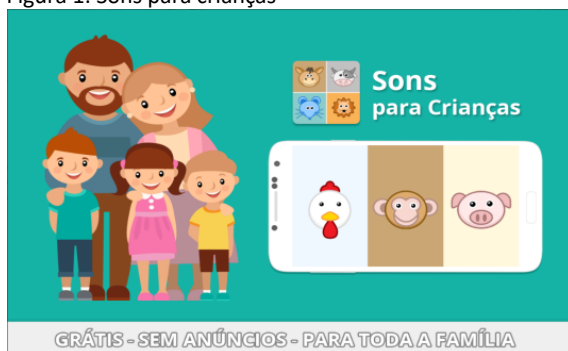 Figura 1: Sons para crianças
Sons
para Crianças
GRÁTIS - SEM ANÚNCIOS - PARA TODA A FAMÍLIA